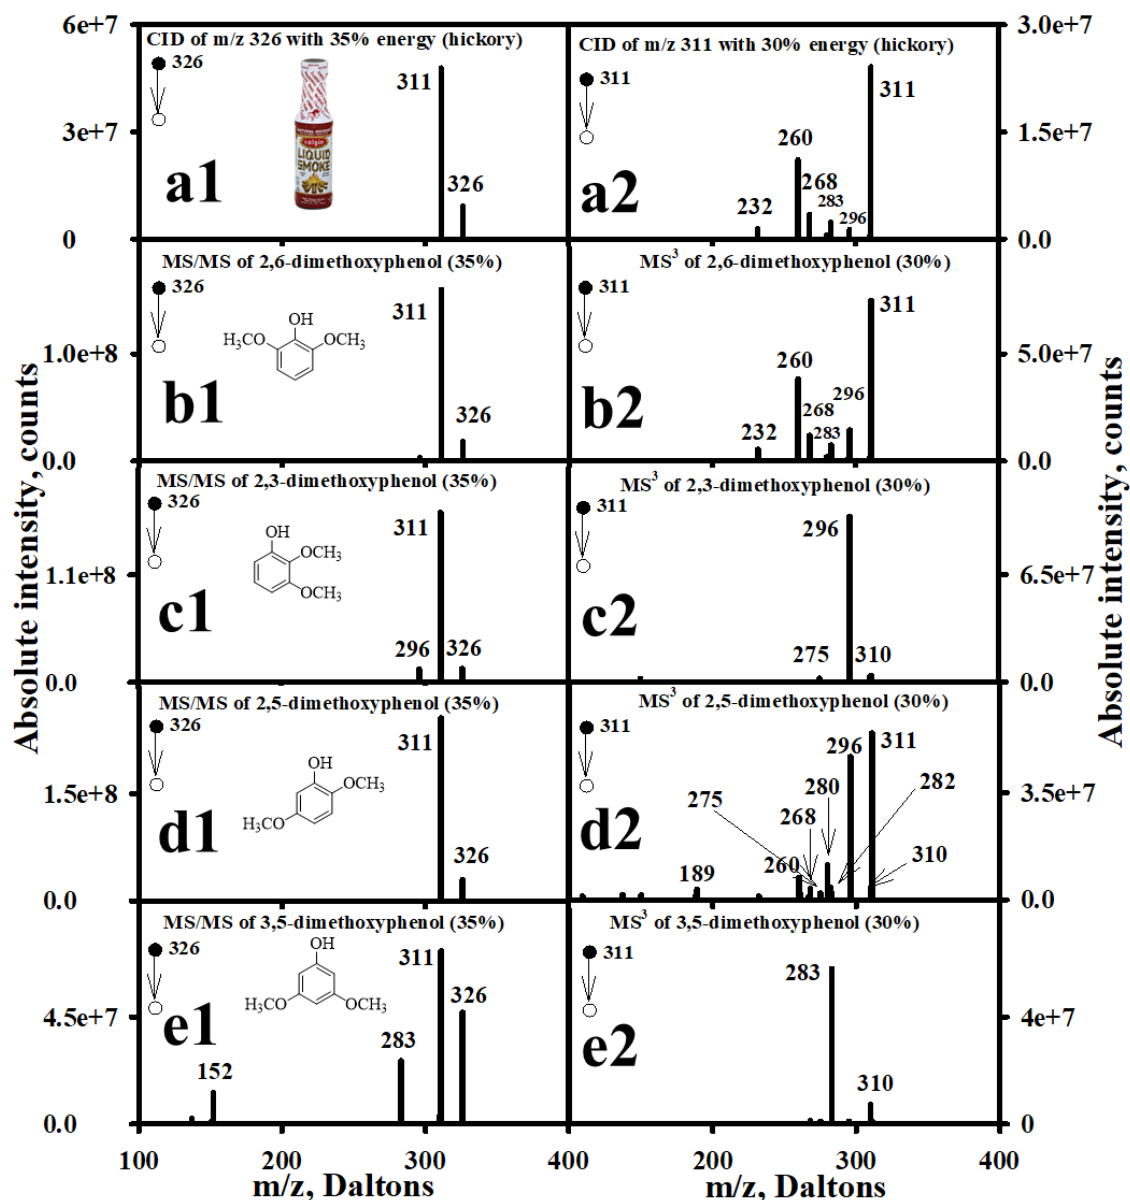 6e+7
3e+7
0
CID of m/z 326 with 35% energy (hickory)
326
311
326
a1
colgin
LIQUID
SMOKE
CID of m/z 311 with 30% energy (hickory)
311
311
260
268
283
296
232
a2
3.0e+7
1.5e+7
0
MS/MS of 2,6-dimethoxyphenol (35%)
326
311
326
OH
H₃CO
OCH₃
b1
1.0e+8
0.0
MS³ of 2,6-dimethoxyphenol (30%)
311
311
260
268
296
283
232
b2
5.0e+7
MS/MS of 2,3-dimethoxyphenol (35%)
326
311
296
326
OH
OCH₃
OCH₃
c1
1.1e+8
0.0
MS³ of 2,3-dimethoxyphenol (30%)
311
296
275
310
c2
6.5e+7
0.0
MS/MS of 2,5-dimethoxyphenol (35%)
326
311
326
OH
OCH₃
H₃CO
d1
1.5e+8
0
MS³ of 2,5-dimethoxyphenol (30%)
311
296
311
280
282
275
268
260
310
189
d2
3.5e+7
0.0
MS/MS of 3,5-dimethoxyphenol (35%)
326
311
326
283
152
OH
H₃CO
OCH₃
e1
4.5e+7
0.0
MS³ of 3,5-dimethoxyphenol (30%)
311
283
310
e2
4e+7
0
100
200
300
400
200
300
400
m/z, Daltons
m/z, Daltons
Absolute intensity, counts
Absolute intensity, counts